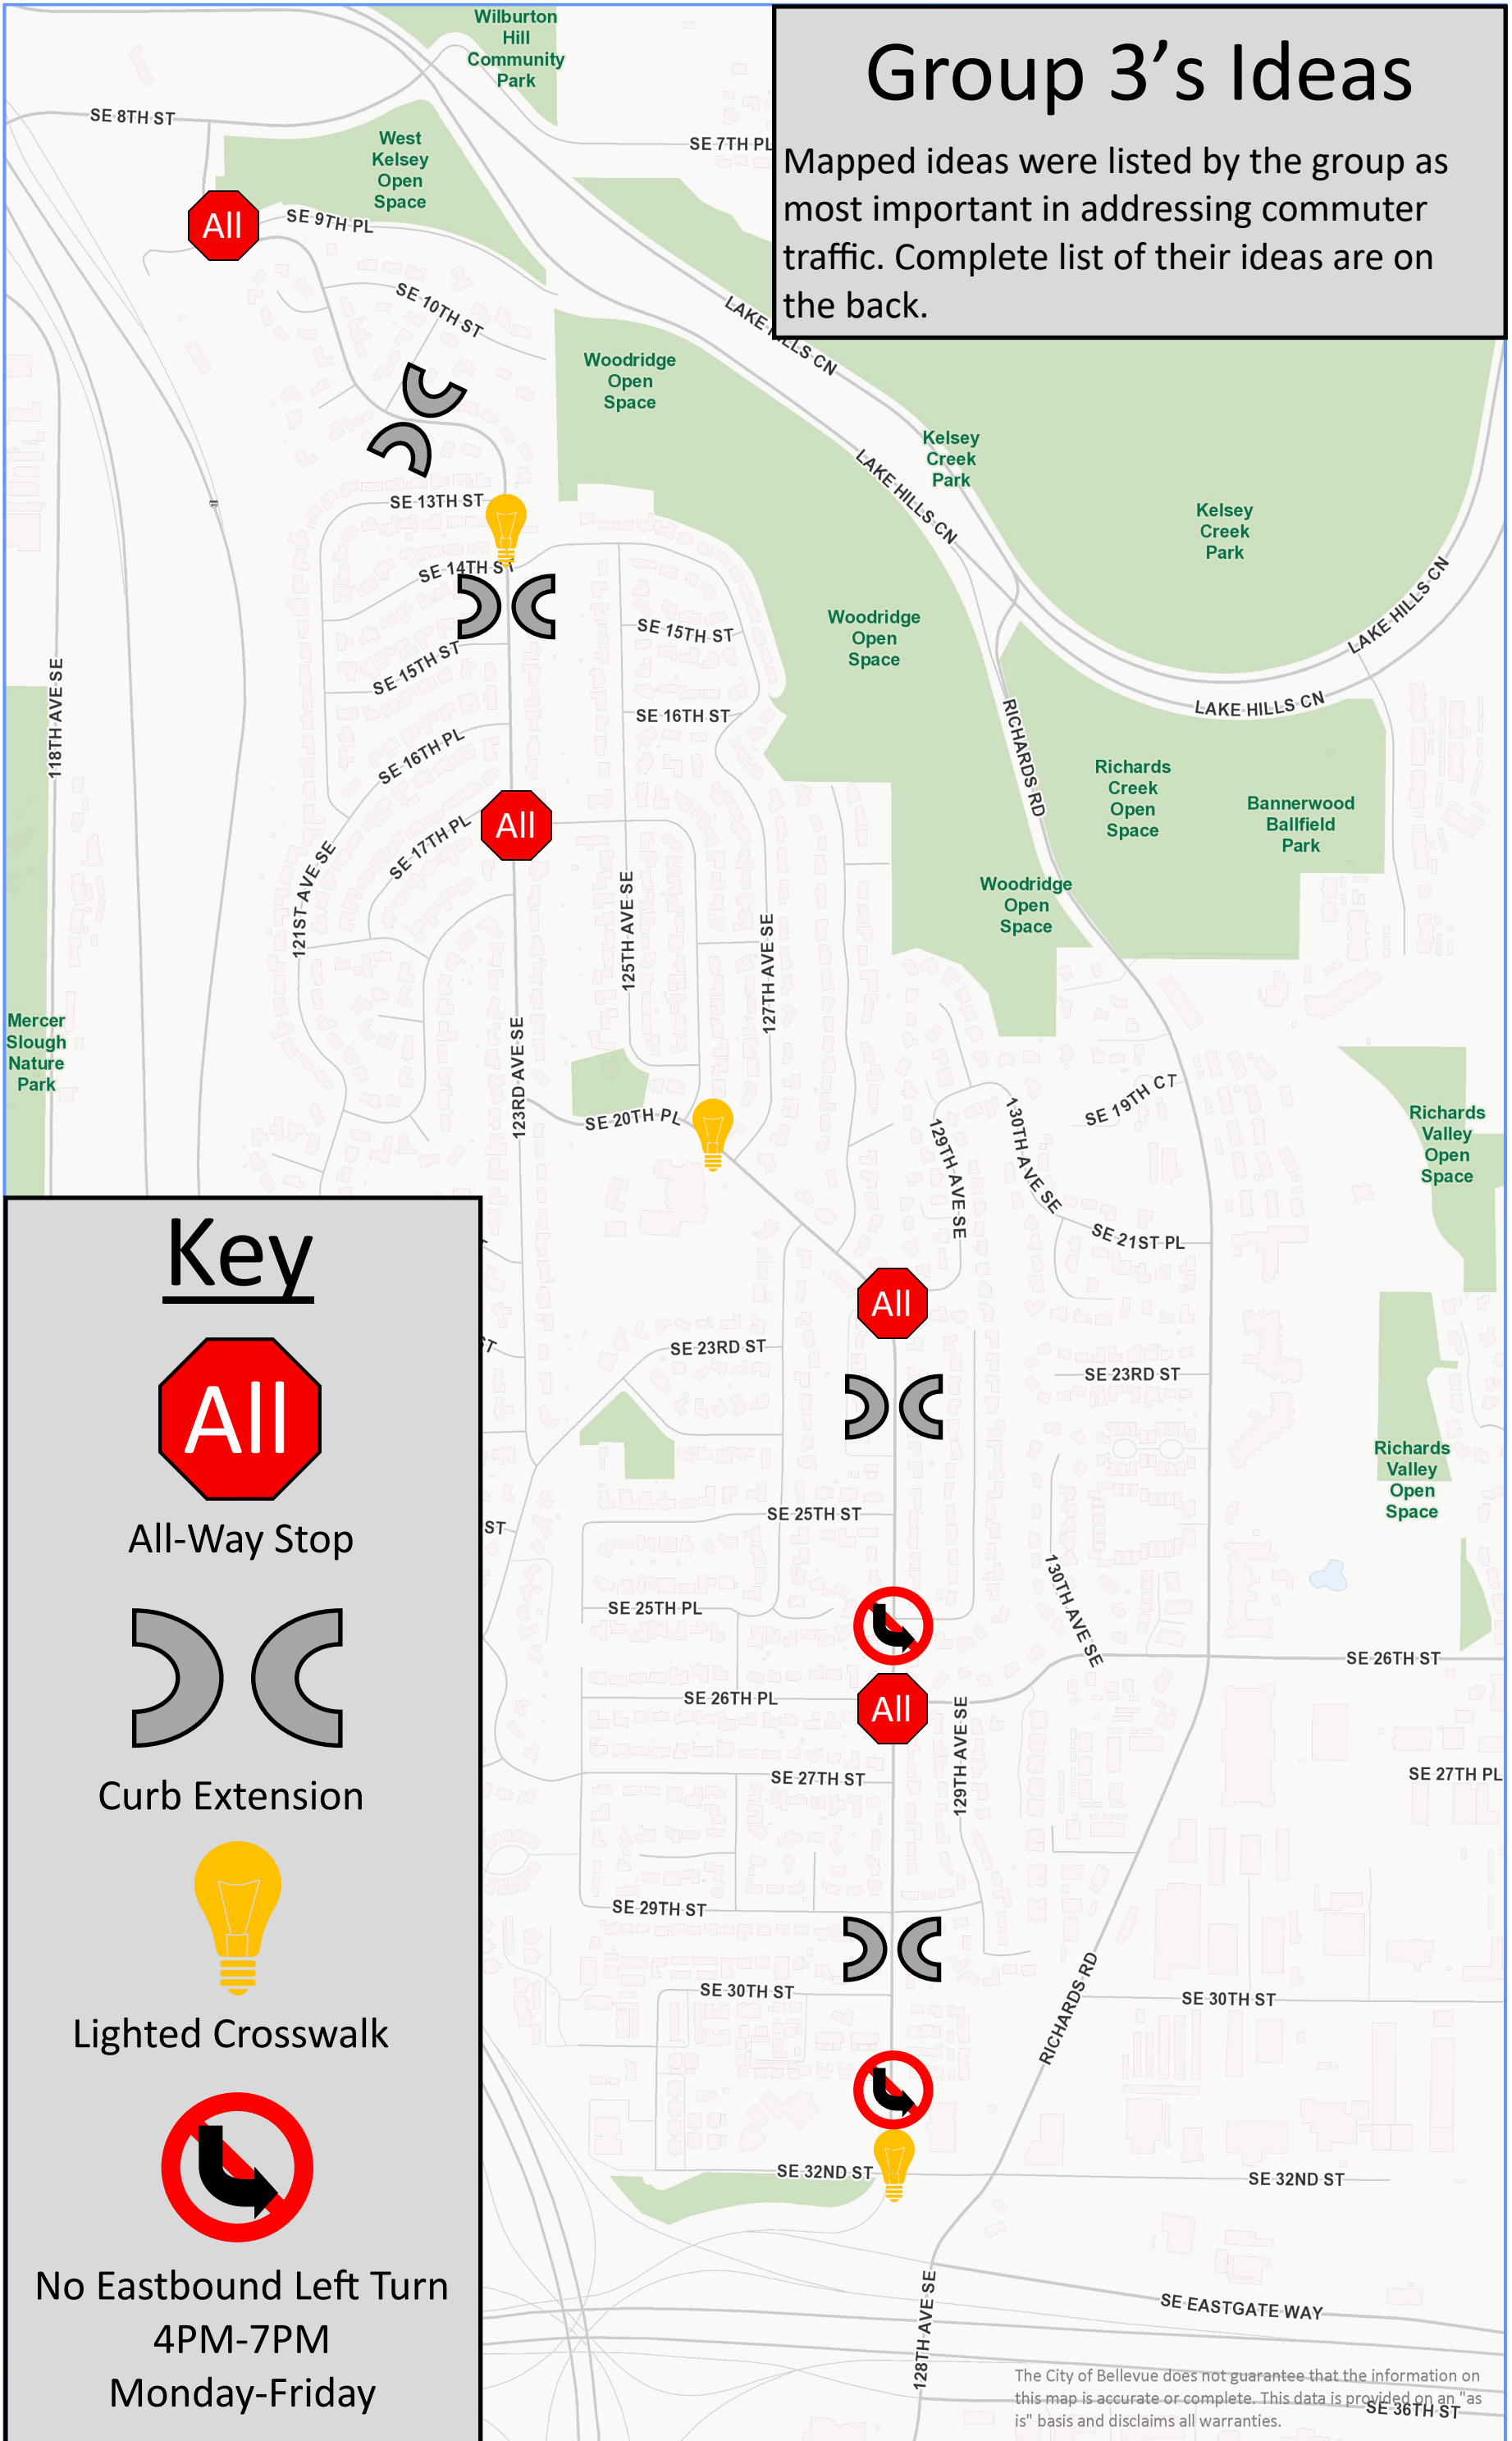 Group 3’s Ideas
Mapped ideas were listed by the group as
most important in addressing commuter
traffic. Complete list of their ideas are on
the back.
Wilburton
Hill
Community
Park
SE 8TH ST
West
Kelsey
Open
Space
SE 7TH PL
All
SE 9TH PL
SE 10TH ST
LAKE HILLS CN
Woodridge
Open
Space
Kelsey
Creek
Park
LAKE HILLS CN
Kelsey
Creek
Park
SE 13TH ST
SE 14TH ST
LAKE HILLS CN
Woodridge
Open
Space
SE 15TH ST
SE 15TH ST
118TH AVE SE
SE 16TH ST
LAKE HILLS CN
RICHARDS RD
SE 16TH PL
Richards
Creek
Open
Space
Bannerwood
Ballfield
Park
All
SE 17TH PL
121ST AVE SE
Woodridge
Open
Space
125TH AVE SE
127TH AVE SE
Mercer
Slough
Nature
Park
123RD AVE SE
SE 20TH PL
SE 19TH CT
129TH AVE SE
130TH AVE SE
Richards
Valley
Open
Space
SE 21ST PL
All
SE 23RD ST
SE 23RD ST
ST
Richards
Valley
Open
Space
SE 25TH ST
ST
SE 25TH PL
130TH AVE SE
SE 26TH ST
SE 26TH PL
All
129TH AVE SE
SE 27TH ST
SE 27TH PL
SE 29TH ST
SE 30TH ST
RICHARDS RD
SE 30TH ST
SE 32ND ST
SE 32ND ST
128TH AVE SE
SE EASTGATE WAY
SE 36TH ST
Key
All
All-Way Stop
Curb Extension
Lighted Crosswalk
No Eastbound Left Turn
4PM-7PM
Monday-Friday
The City of Bellevue does not guarantee that the information on
this map is accurate or complete. This data is provided on an "as
is" basis and disclaims all warranties.